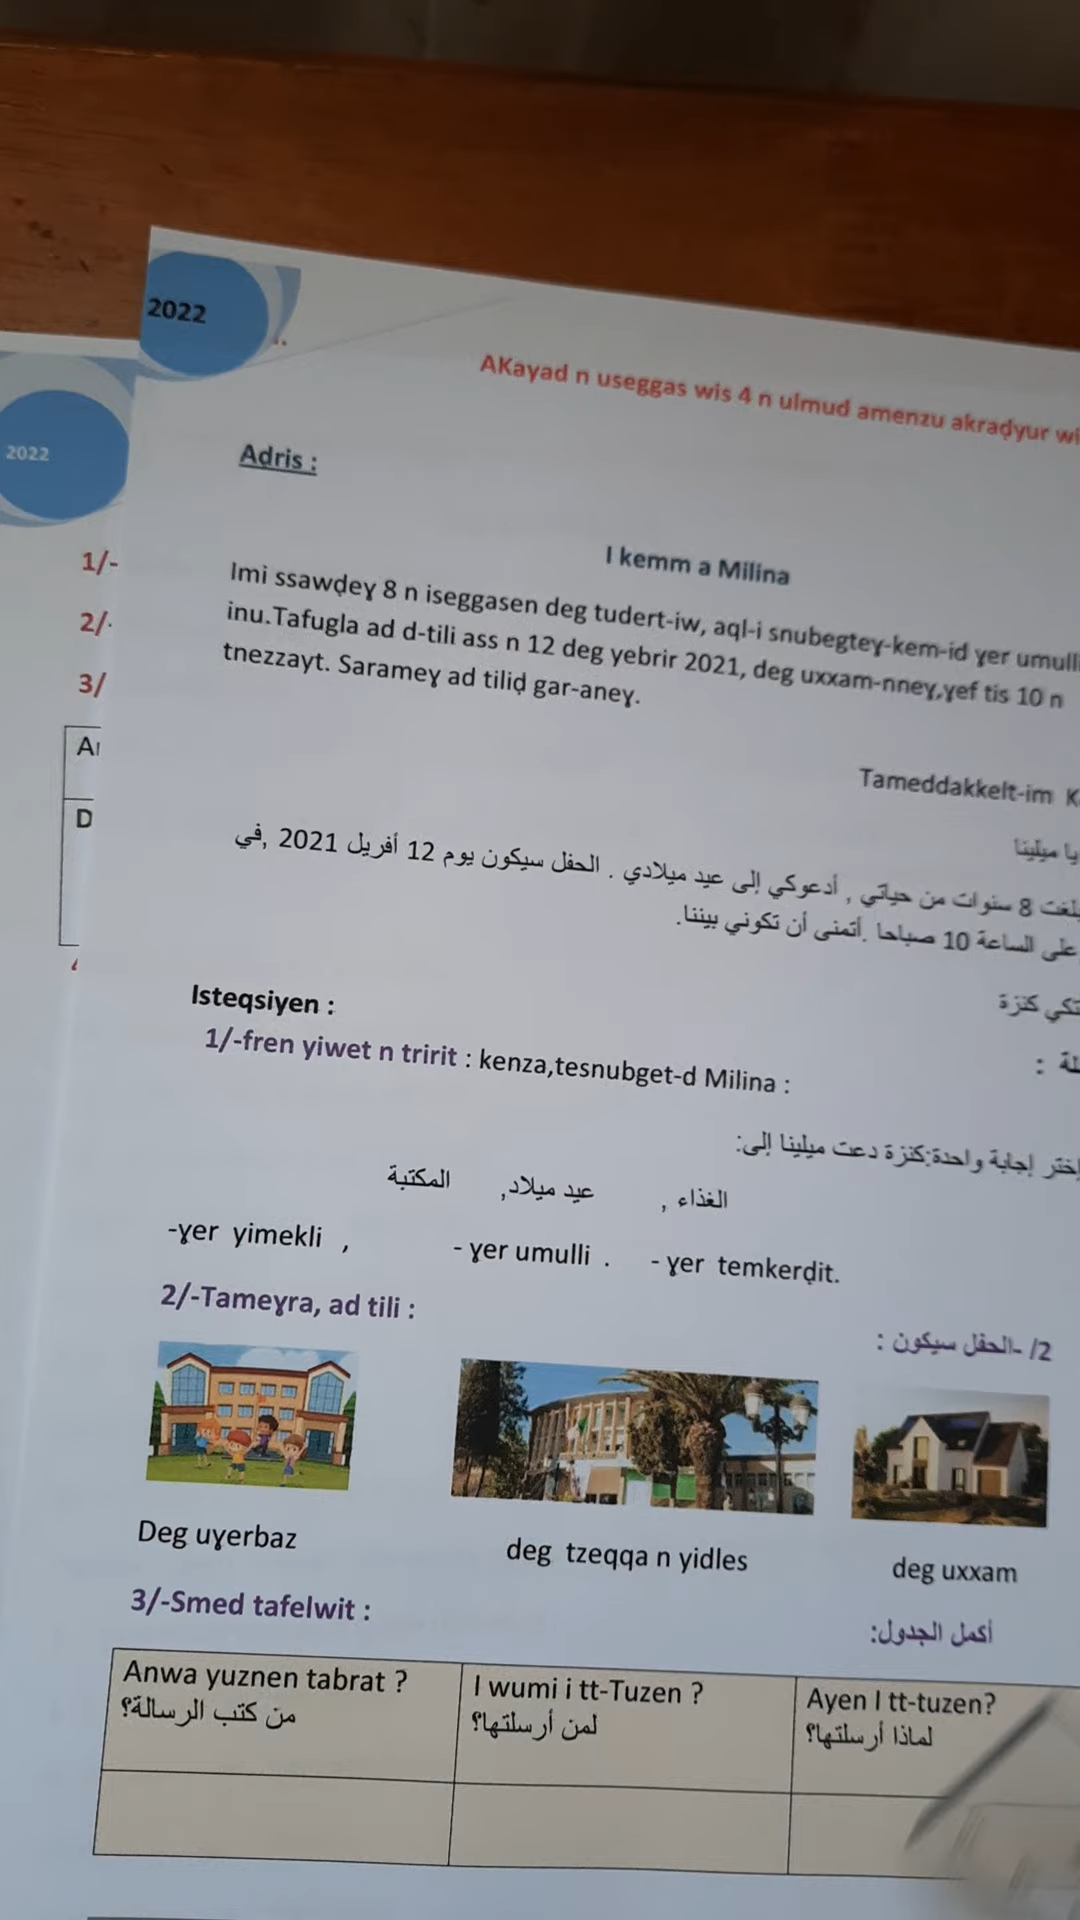 2022
2022
AKayad n useggas wis 4 n ulmud amenzu akraḍyur
Adris :
I kemm a Milina
Imi ssawḍeɣ 8 n iseggasen deg tudert-iw, aql-i snubegteɣ-kem-id ɣer
inu.Tafugla ad d-tili ass n 12 deg yebrir 2021, deg uxxam-nneɣ,ɣef tis 10 n
tnezzayt. Sarameɣ ad tiliḍ gar-aneɣ.
Tameddakkelt-im
يا ميلينا
بلغت 8 سنوات من حياتي , أدعوكي إلى عيد ميلادي . الحفل سيكون يوم 12 أفريل 2021 ,في
على الساعة 10 صباحا .أتمنى أن تكوني بيننا.
كنزة
Isteqsiyen :
1/-fren yiwet n tririt : kenza,tesnubget-d Milina :
إختر إجابة واحدة:كنزة دعت ميلينا إلى:
الغذاء , عيد ميلاد, المكتبة
-ɣer yimekli , - ɣer umulli . - ɣer temkerḍit.
2/-Tameɣra, ad tili :
2/ -الحفل سيكون :
Deg uɣerbaz deg tzeqqa n yidles deg uxxam
3/-Smed tafelwit :
أكمل الجدول:
Anwa yuznen tabrat ? I wumi i tt-Tuzen ? Ayen I tt-tuzen?
من كتب الرسالة؟ لمن أرسلتها؟ لماذا أرسلتها؟
1/-
2/-
3/